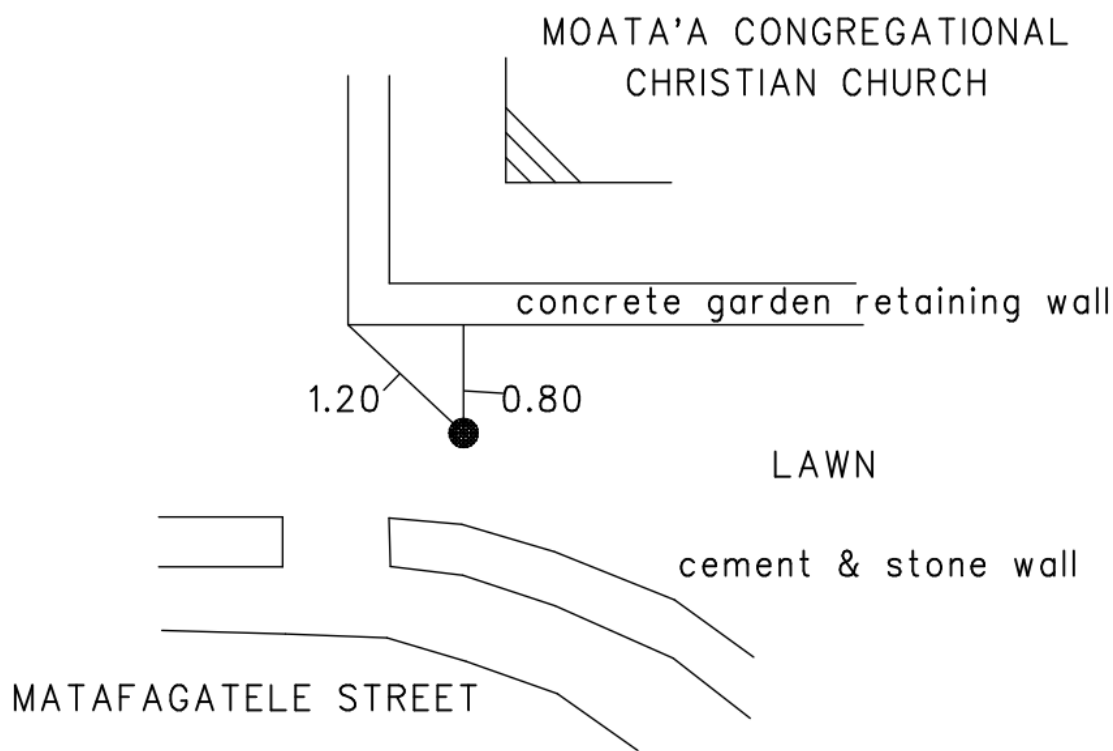 MOATA'A CONGREGATIONAL
CHRISTIAN CHURCH
concrete garden retaining wall
1.20
0.80
LAWN
cement & stone wall
MATAFAGATELE STREET